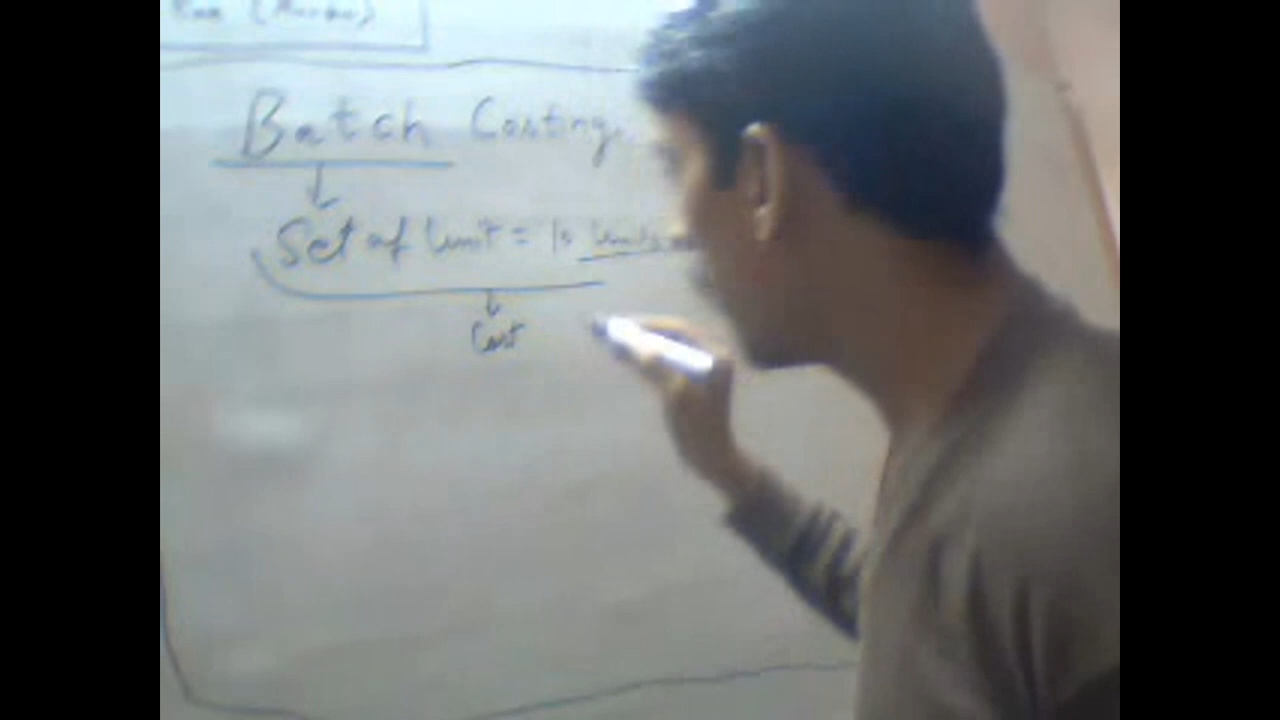 Batch Costing
Set of Unit = 10 Units
Cost